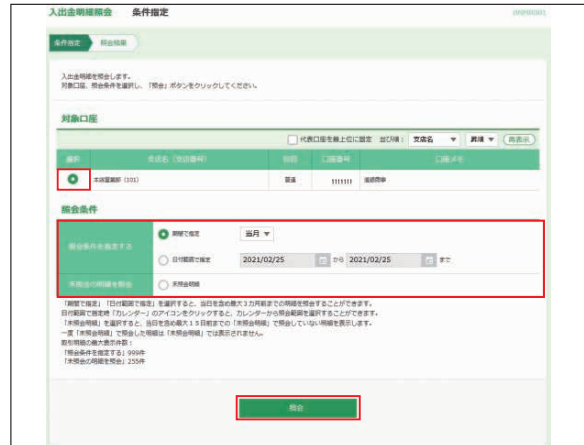 入出金明細照会 条件指定
条件指定 照会結果
入出金明細を照会します。
対象口座、照会条件を選択し、「照会」ボタンをクリックしてください。
対象口座
代表口座を最上位に固定 並び順： 支店名 昇順 再表示
選択 支店名（支店番号） 科目 口座番号 口座メモ
本店営業部（101） 普通 1111111
照会条件
照会条件を指定する 期間で指定 当月
日付範囲で指定 2021/02/25 から 2021/02/25 まで
未照会の明細を照会 未照会明細
「期間で指定」「日付範囲で指定」を選択すると、当日を含め最大３カ月前までの明細を照会することができます。
日付範囲で指定時「カレンダー」のアイコンをクリックすると、カレンダーから照会範囲を選択することができます。
「未照会明細」を選択すると、当日を含め最大１５日前までの「未照会明細」で照会していない明細を表示します。
一度「未照会明細」で照会した明細は「未照会明細」では表示されません。
取引明細の最大表示件数：
「照会条件を指定する」999件
「未照会の明細を照会」255件
照会